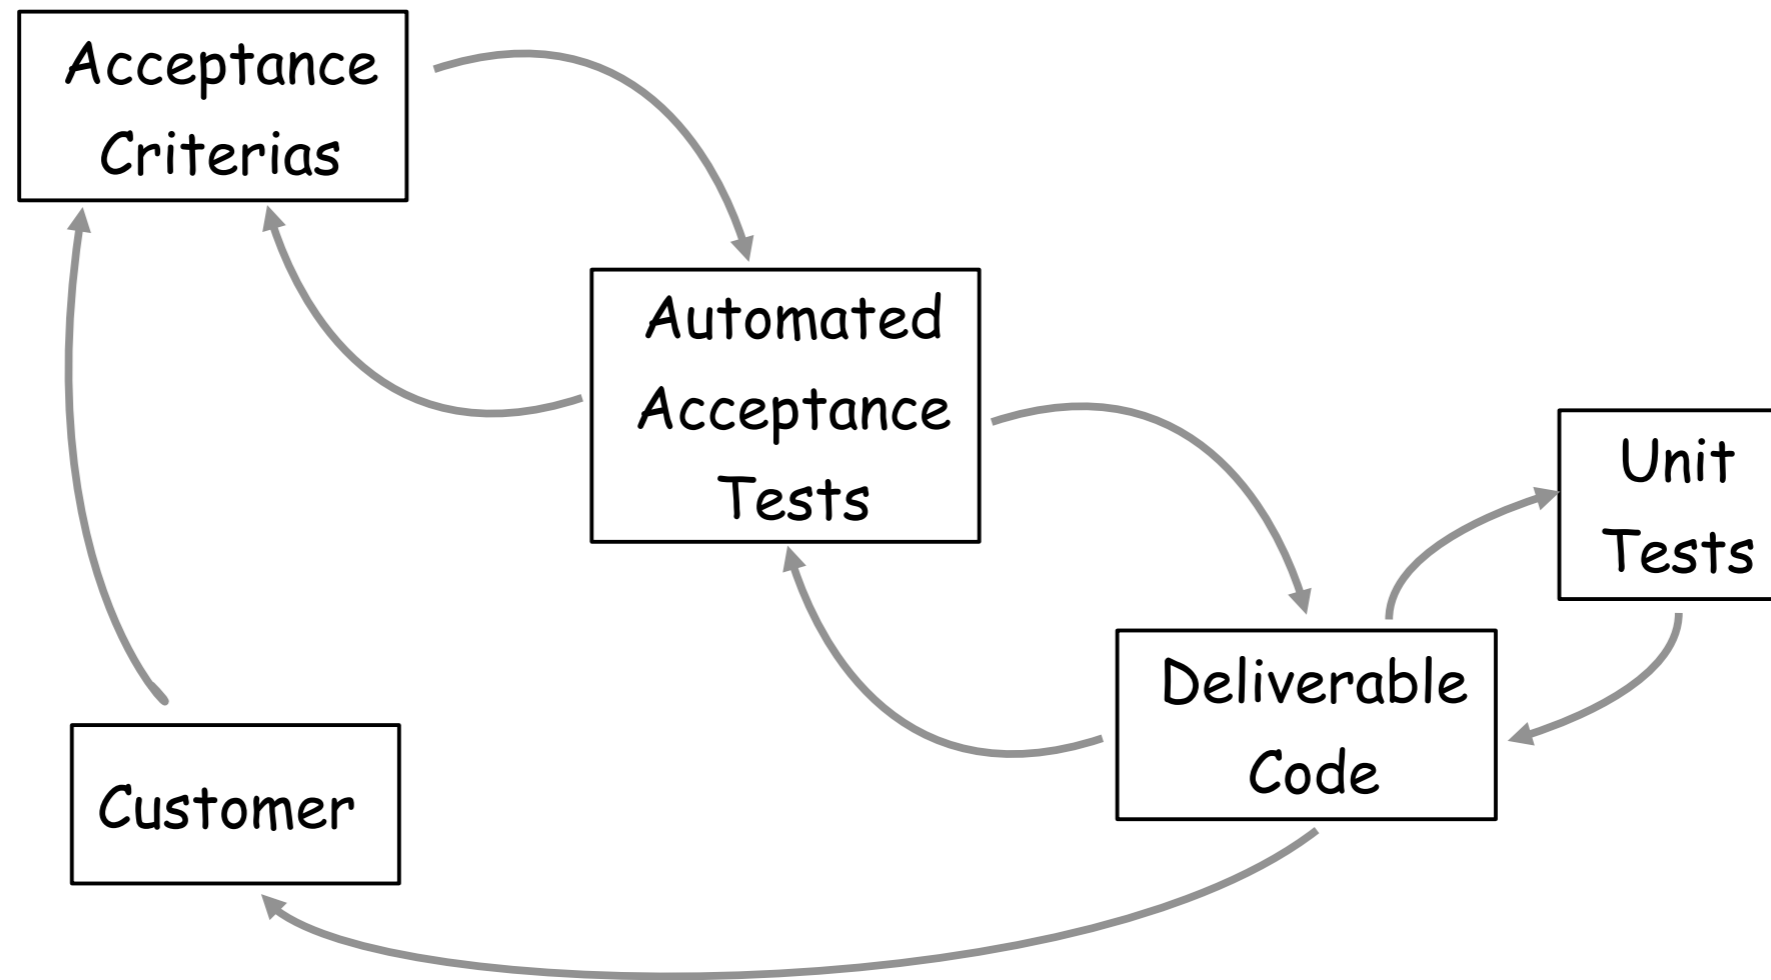 Acceptance
Criterias
Automated
Acceptance
Tests
Unit
Tests
Deliverable
Code
Customer